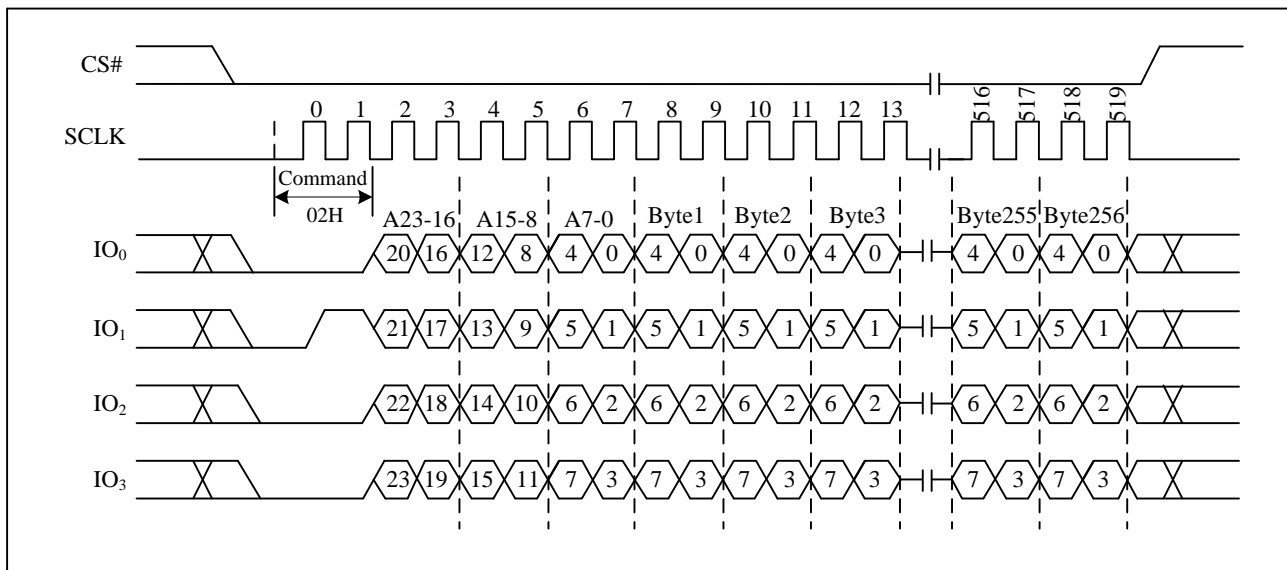 CS#
0 1 2 3 4 5 6 7 8 9 10 11 12 13 516 517 518 519
SCLK
Command
02H
A23-16 A15-8 A7-0 Byte1 Byte2 Byte3 Byte255 Byte256
IO0 20 16 12 8 4 0 4 0 4 0 4 0 4 0 4 0
IO1 21 17 13 9 5 1 5 1 5 1 5 1 5 1 5 1
IO2 22 18 14 10 6 2 6 2 6 2 6 2 6 2 6 2
IO3 23 19 15 11 7 3 7 3 7 3 7 3 7 3 7 3